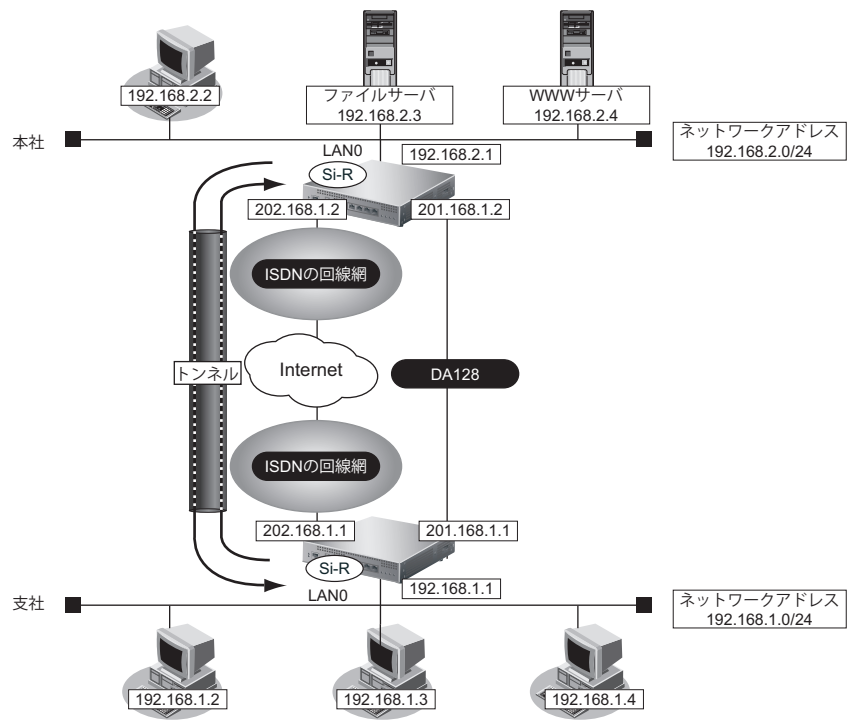 192.168.2.2
ファイルサーバ
192.168.2.3
WWWサーバ
192.168.2.4
本社
ネットワークアドレス
192.168.2.0/24
LAN0
192.168.2.1
Si-R
202.168.1.2
201.168.1.2
ISDNの回線網
トンネル
Internet
DA128
ISDNの回線網
202.168.1.1
201.168.1.1
Si-R
192.168.1.1
LAN0
支社
ネットワークアドレス
192.168.1.0/24
192.168.1.2
192.168.1.3
192.168.1.4